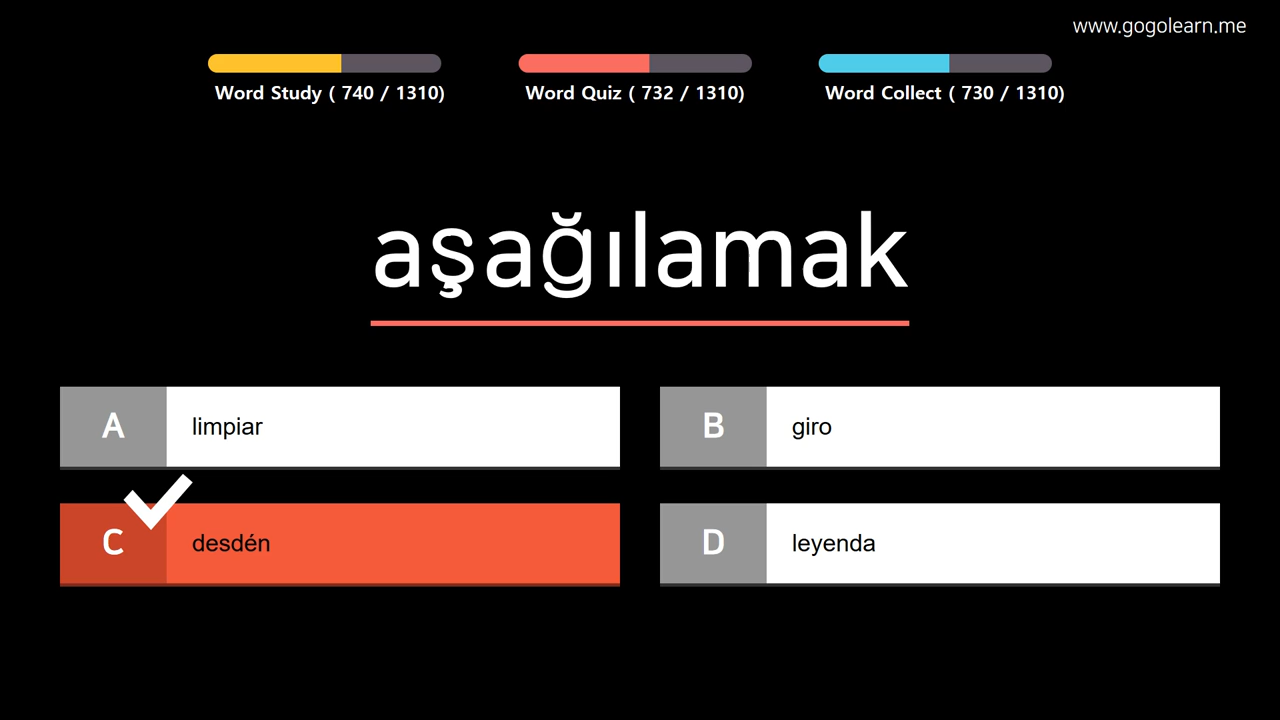 www.gogolearn.me
Word Study ( 740 / 1310)
Word Quiz ( 732 / 1310)
Word Collect ( 730 / 1310)
aşağılamak
A
limpiar
B
giro
C
desdén
D
leyenda